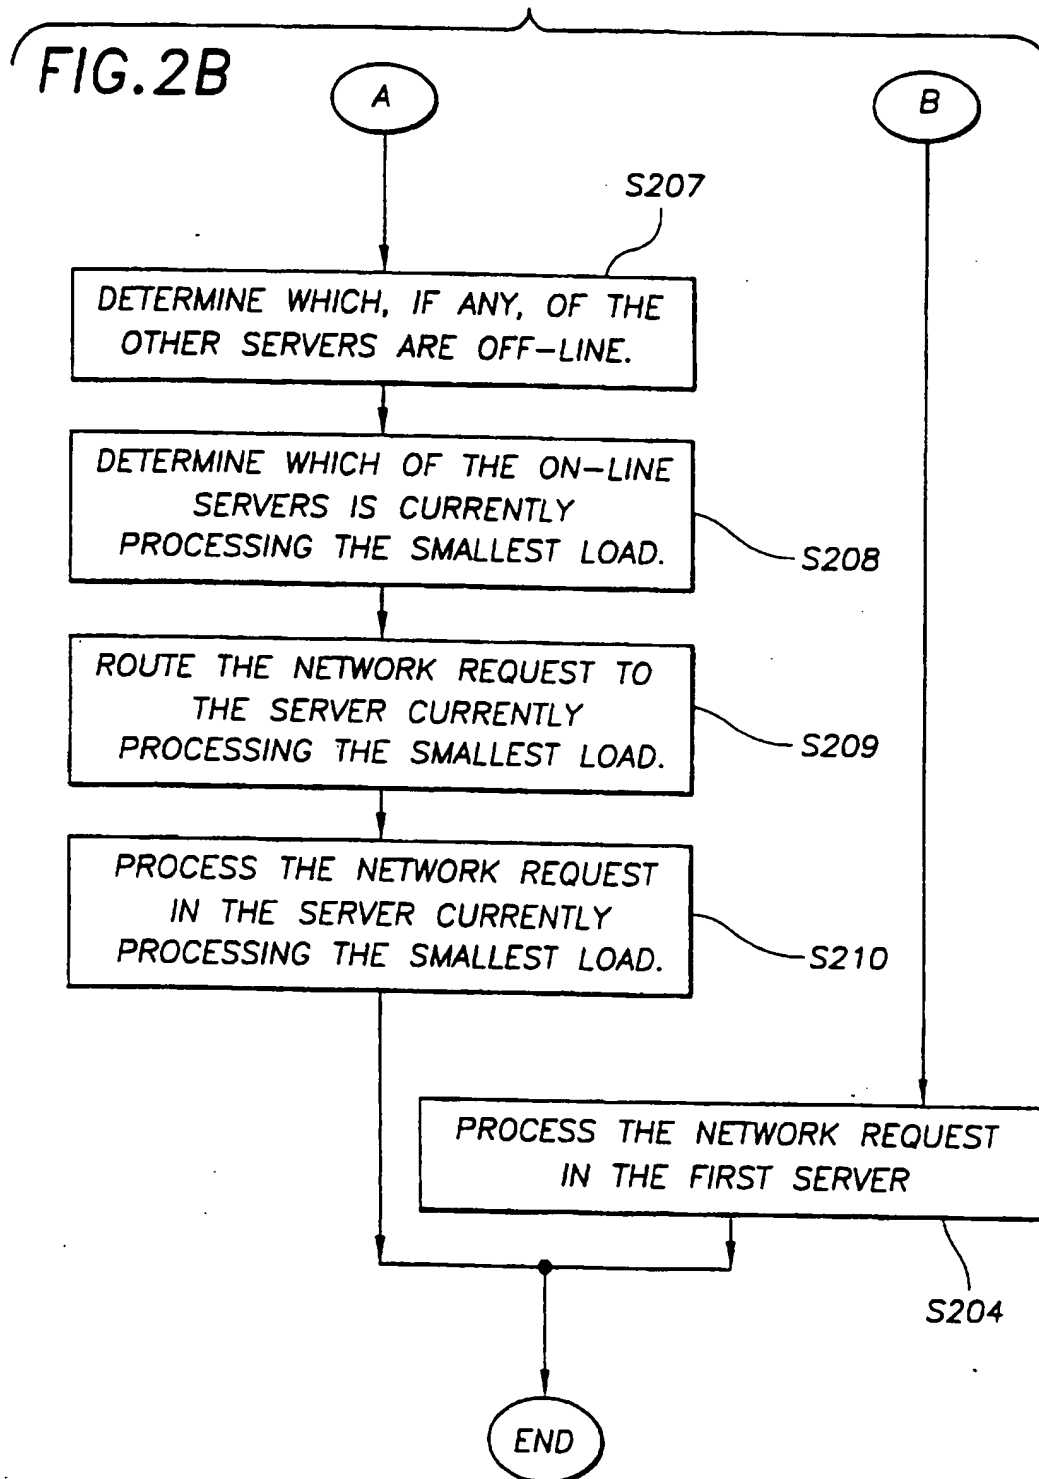 FIG.2B
A
B
S207
DETERMINE WHICH, IF ANY, OF THE
OTHER SERVERS ARE OFF-LINE.
DETERMINE WHICH OF THE ON-LINE
SERVERS IS CURRENTLY
PROCESSING THE SMALLEST LOAD.
S208
ROUTE THE NETWORK REQUEST TO
THE SERVER CURRENTLY
PROCESSING THE SMALLEST LOAD.
S209
PROCESS THE NETWORK REQUEST
IN THE SERVER CURRENTLY
PROCESSING THE SMALLEST LOAD.
S210
PROCESS THE NETWORK REQUEST
IN THE FIRST SERVER
S204
END